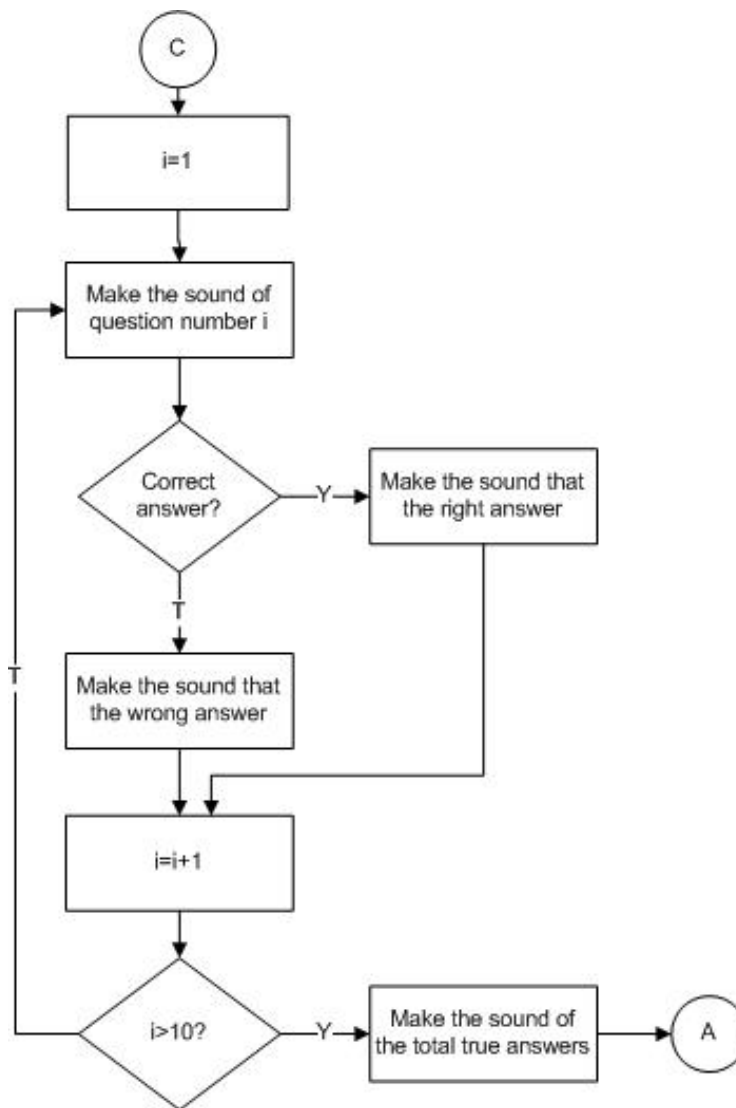 C
i=1
Make the sound of
question number i
Correct
answer?
Y
Make the sound that
the right answer
T
T
Make the sound that
the wrong answer
i=i+1
i>10?
Y
Make the sound of
the total true answers
A